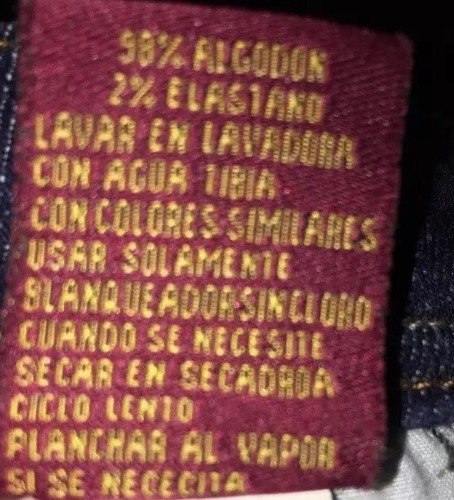 98% ALGODON
2% ELASTANO
LAVAR EN LAVADORA
CON AGUA TIBIA
CON COLORES SIMILARES
USAR SOLAMENTE
BLANQUEADOR SIN CLORO
CUANDO SE NECESITE
SECAR EN SECADROA
CICLO LENTO
PLANCHAR AL VAPOR
SI SE NECECITA